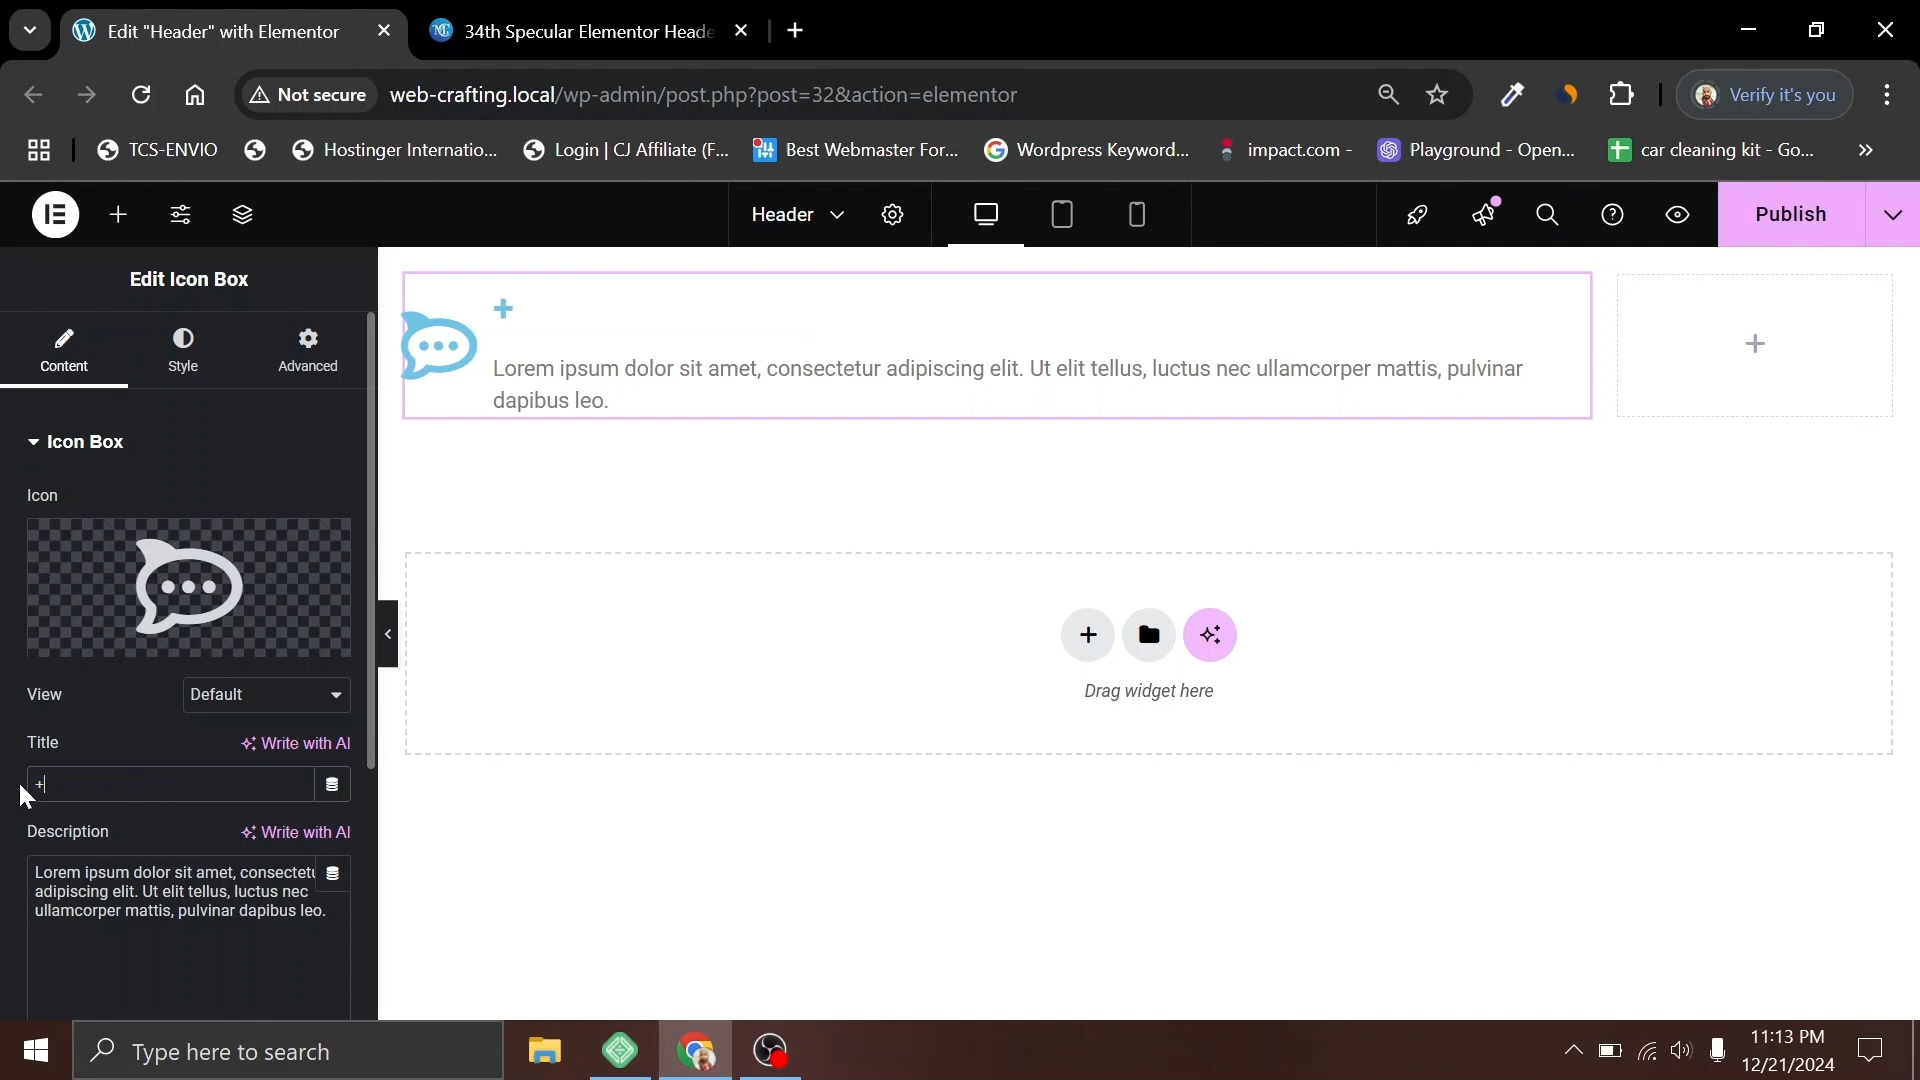 Edit "Header" with Elementor
34th Specular Elementor Heade
Not secure
web-crafting.local/wp-admin/post.php?post=32&action=elementor
Verify it's you
TCS-ENVIO
Hostinger Internatio...
Login | CJ Affiliate (F...
Best Webmaster For...
Wordpress Keyword...
impact.com -
Playground - Open...
car cleaning kit - Go...
Header
Publish
Edit Icon Box
Content
Style
Advanced
Icon Box
Icon
View
Default
Title
Write with AI
+
Description
Write with AI
Lorem ipsum dolor sit amet, consectetu
adipiscing elit. Ut elit tellus, luctus nec
ullamcorper mattis, pulvinar dapibus leo.
+
Lorem ipsum dolor sit amet, consectetur adipiscing elit. Ut elit tellus, luctus nec ullamcorper mattis, pulvinar
dapibus leo.
Drag widget here
Type here to search
11:13 PM
12/21/2024